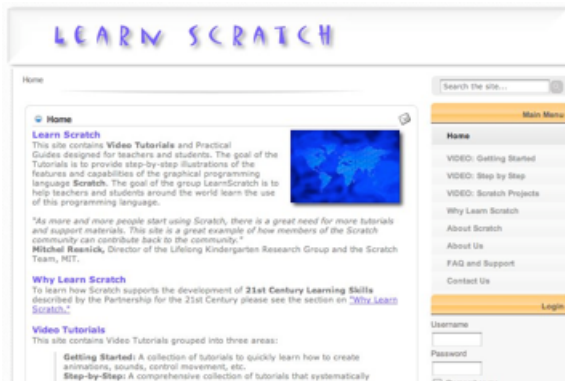 LEARN SCRATCH
Home
Search the site...
Home
Learn Scratch
This site contains Video Tutorials and Practical
Guides designed for teachers and students. The goal of the
Tutorials is to provide step-by-step illustrations of the
features and capabilities of the graphical programming
language Scratch. The goal of the group LearnScratch is to
help teachers and students around the world learn the use
of this programming language.
"As more and more people start using Scratch, there is a great need for more tutorials
and support materials. This site is a great example of how members of the Scratch
community can contribute back to the community."
Mitchel Resnick, Director of the Lifelong Kindergarten Research Group and the Scratch
Team, MIT.
Why Learn Scratch
To learn how Scratch supports the development of 21st Century Learning Skills
described by the Partnership for the 21st Century please see the section on "Why Learn
Scratch."
Video Tutorials
This site contains Video Tutorials grouped into three areas:
Getting Started: A collection of tutorials to quickly learn how to create
animations, sounds, control movement, etc.
Step-by-Step: A comprehensive collection of tutorials that systematically
Main Menu
Home
VIDEO: Getting Started
VIDEO: Step by Step
VIDEO: Scratch Projects
Why Learn Scratch
About Scratch
About Us
FAQ and Support
Contact Us
Login
Username
Password